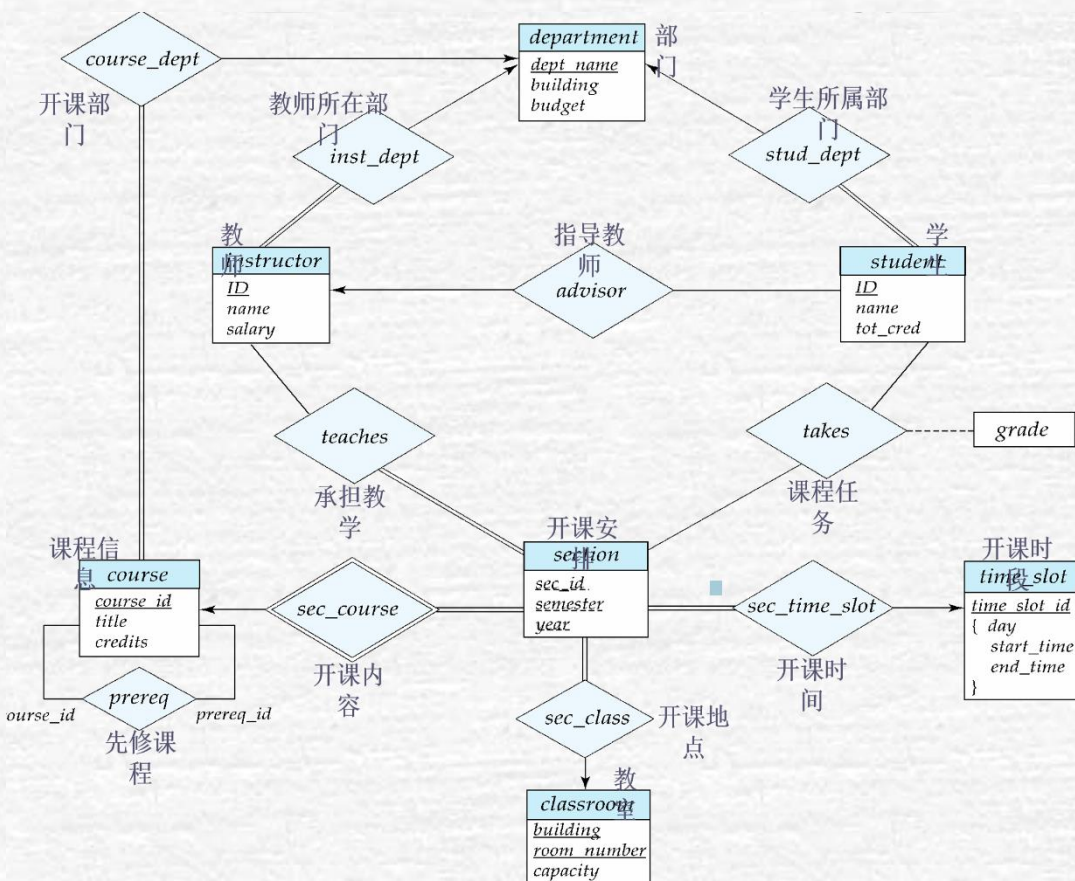 course_dept
开课部
门
department
部
门
dept_name
building
budget
教师所在部
门
inst_dept
学生所属部
门
stud_dept
教
师
instructor
ID
name
salary
指导教
师
advisor
学
生
student
ID
name
tot_cred
teaches
承担教
学
takes
课程任
务
grade
课程信
息
course
course_id
title
credits
sec_course
开课内
容
开课安
排
section
sec_id
semester
year
sec_time_slot
开课时
间
开课时
段
time_slot
time_slot_id
{ day
start_time
end_time
}
ourse_id
prereq
prereq_id
先修课
程
sec_class
开课地
点
教
室
classroom
building
room_number
capacity